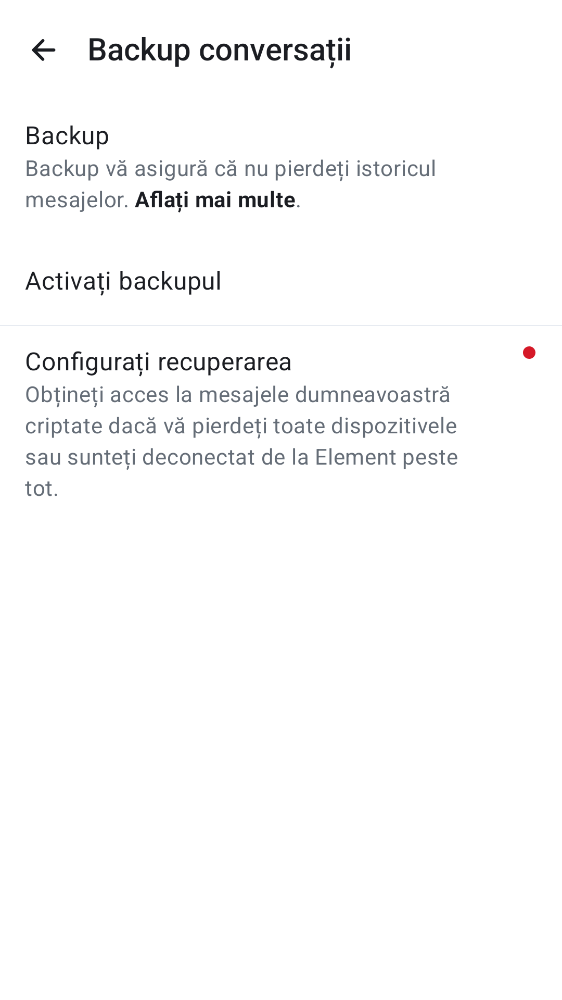 Backup conversații
Backup
Backup vă asigură că nu pierdeți istoricul
mesajelor. Aflați mai multe.
Activați backupul
Configurați recuperarea
Obțineți acces la mesajele dumneavoastră
criptate dacă vă pierdeți toate dispozitivele
sau sunteți deconectat de la Element peste
tot.